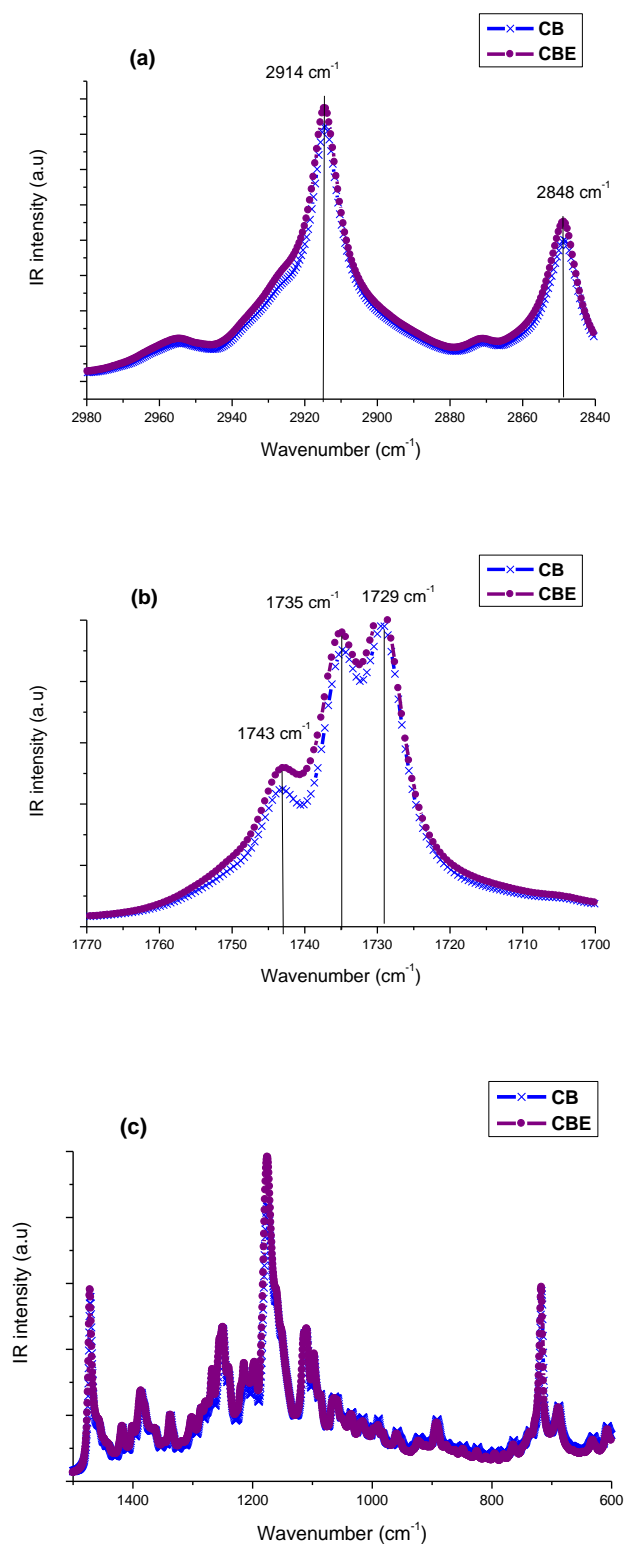 (a)
CB
CBE
2914 cm⁻¹
2848 cm⁻¹
IR intensity (a.u)
2980 2960 2940 2920 2900 2880 2860 2840
Wavenumber (cm⁻¹)
(b)
CB
CBE
1735 cm⁻¹
1729 cm⁻¹
1743 cm⁻¹
IR intensity (a.u)
1770 1760 1750 1740 1730 1720 1710 1700
Wavenumber (cm⁻¹)
(c)
CB
CBE
IR intensity (a.u)
1400 1200 1000 800 600
Wavenumber (cm⁻¹)